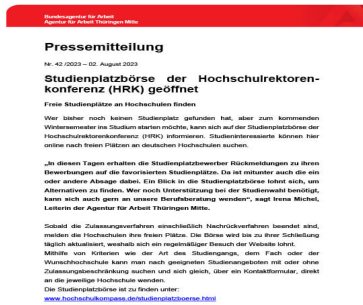 Bundesagentur für Arbeit
Agentur für Arbeit Thüringen Mitte
Pressemitteilung
Nr. 42 /2023 – 02. August 2023
Studienplatzbörse der Hochschulrektoren-
konferenz (HRK) geöffnet
Freie Studienplätze an Hochschulen finden
Wer bisher noch keinen Studienplatz gefunden hat, aber zum kommenden
Wintersemester ins Studium starten möchte, kann sich auf der Studienplatzbörse der
Hochschulrektorenkonferenz (HRK) informieren. Studieninteressierte können hier
online nach freien Plätzen an deutschen Hochschulen suchen.
„In diesen Tagen erhalten die Studienplatzbewerber Rückmeldungen zu ihren
Bewerbungen auf die favorisierten Studienplätze. Da ist mitunter auch die ein
oder andere Absage dabei. Ein Blick in die Studienplatzbörse lohnt sich, um
Alternativen zu finden. Wer noch Unterstützung bei der Studienwahl benötigt,
kann sich auch gern an unsere Berufsberatung wenden“, sagt Irena Michel,
Leiterin der Agentur für Arbeit Thüringen Mitte.
Sobald die Zulassungsverfahren einschließlich Nachrückverfahren beendet sind,
melden die Hochschulen ihre freien Plätze. Die Börse wird bis zu ihrer Schließung
täglich aktualisiert, weshalb sich ein regelmäßiger Besuch der Website lohnt.
Mithilfe von Kriterien wie der Art des Studiengangs, dem Fach oder der
Wunschhochschule kann man nach geeigneten Studienangeboten mit oder ohne
Zulassungsbeschränkung suchen und sich gleich, über ein Kontaktformular, direkt
an die jeweilige Hochschule wenden.
Die Studienplatzbörse ist zu finden unter:
www.hochschulkompass.de/studienplatzboerse.html